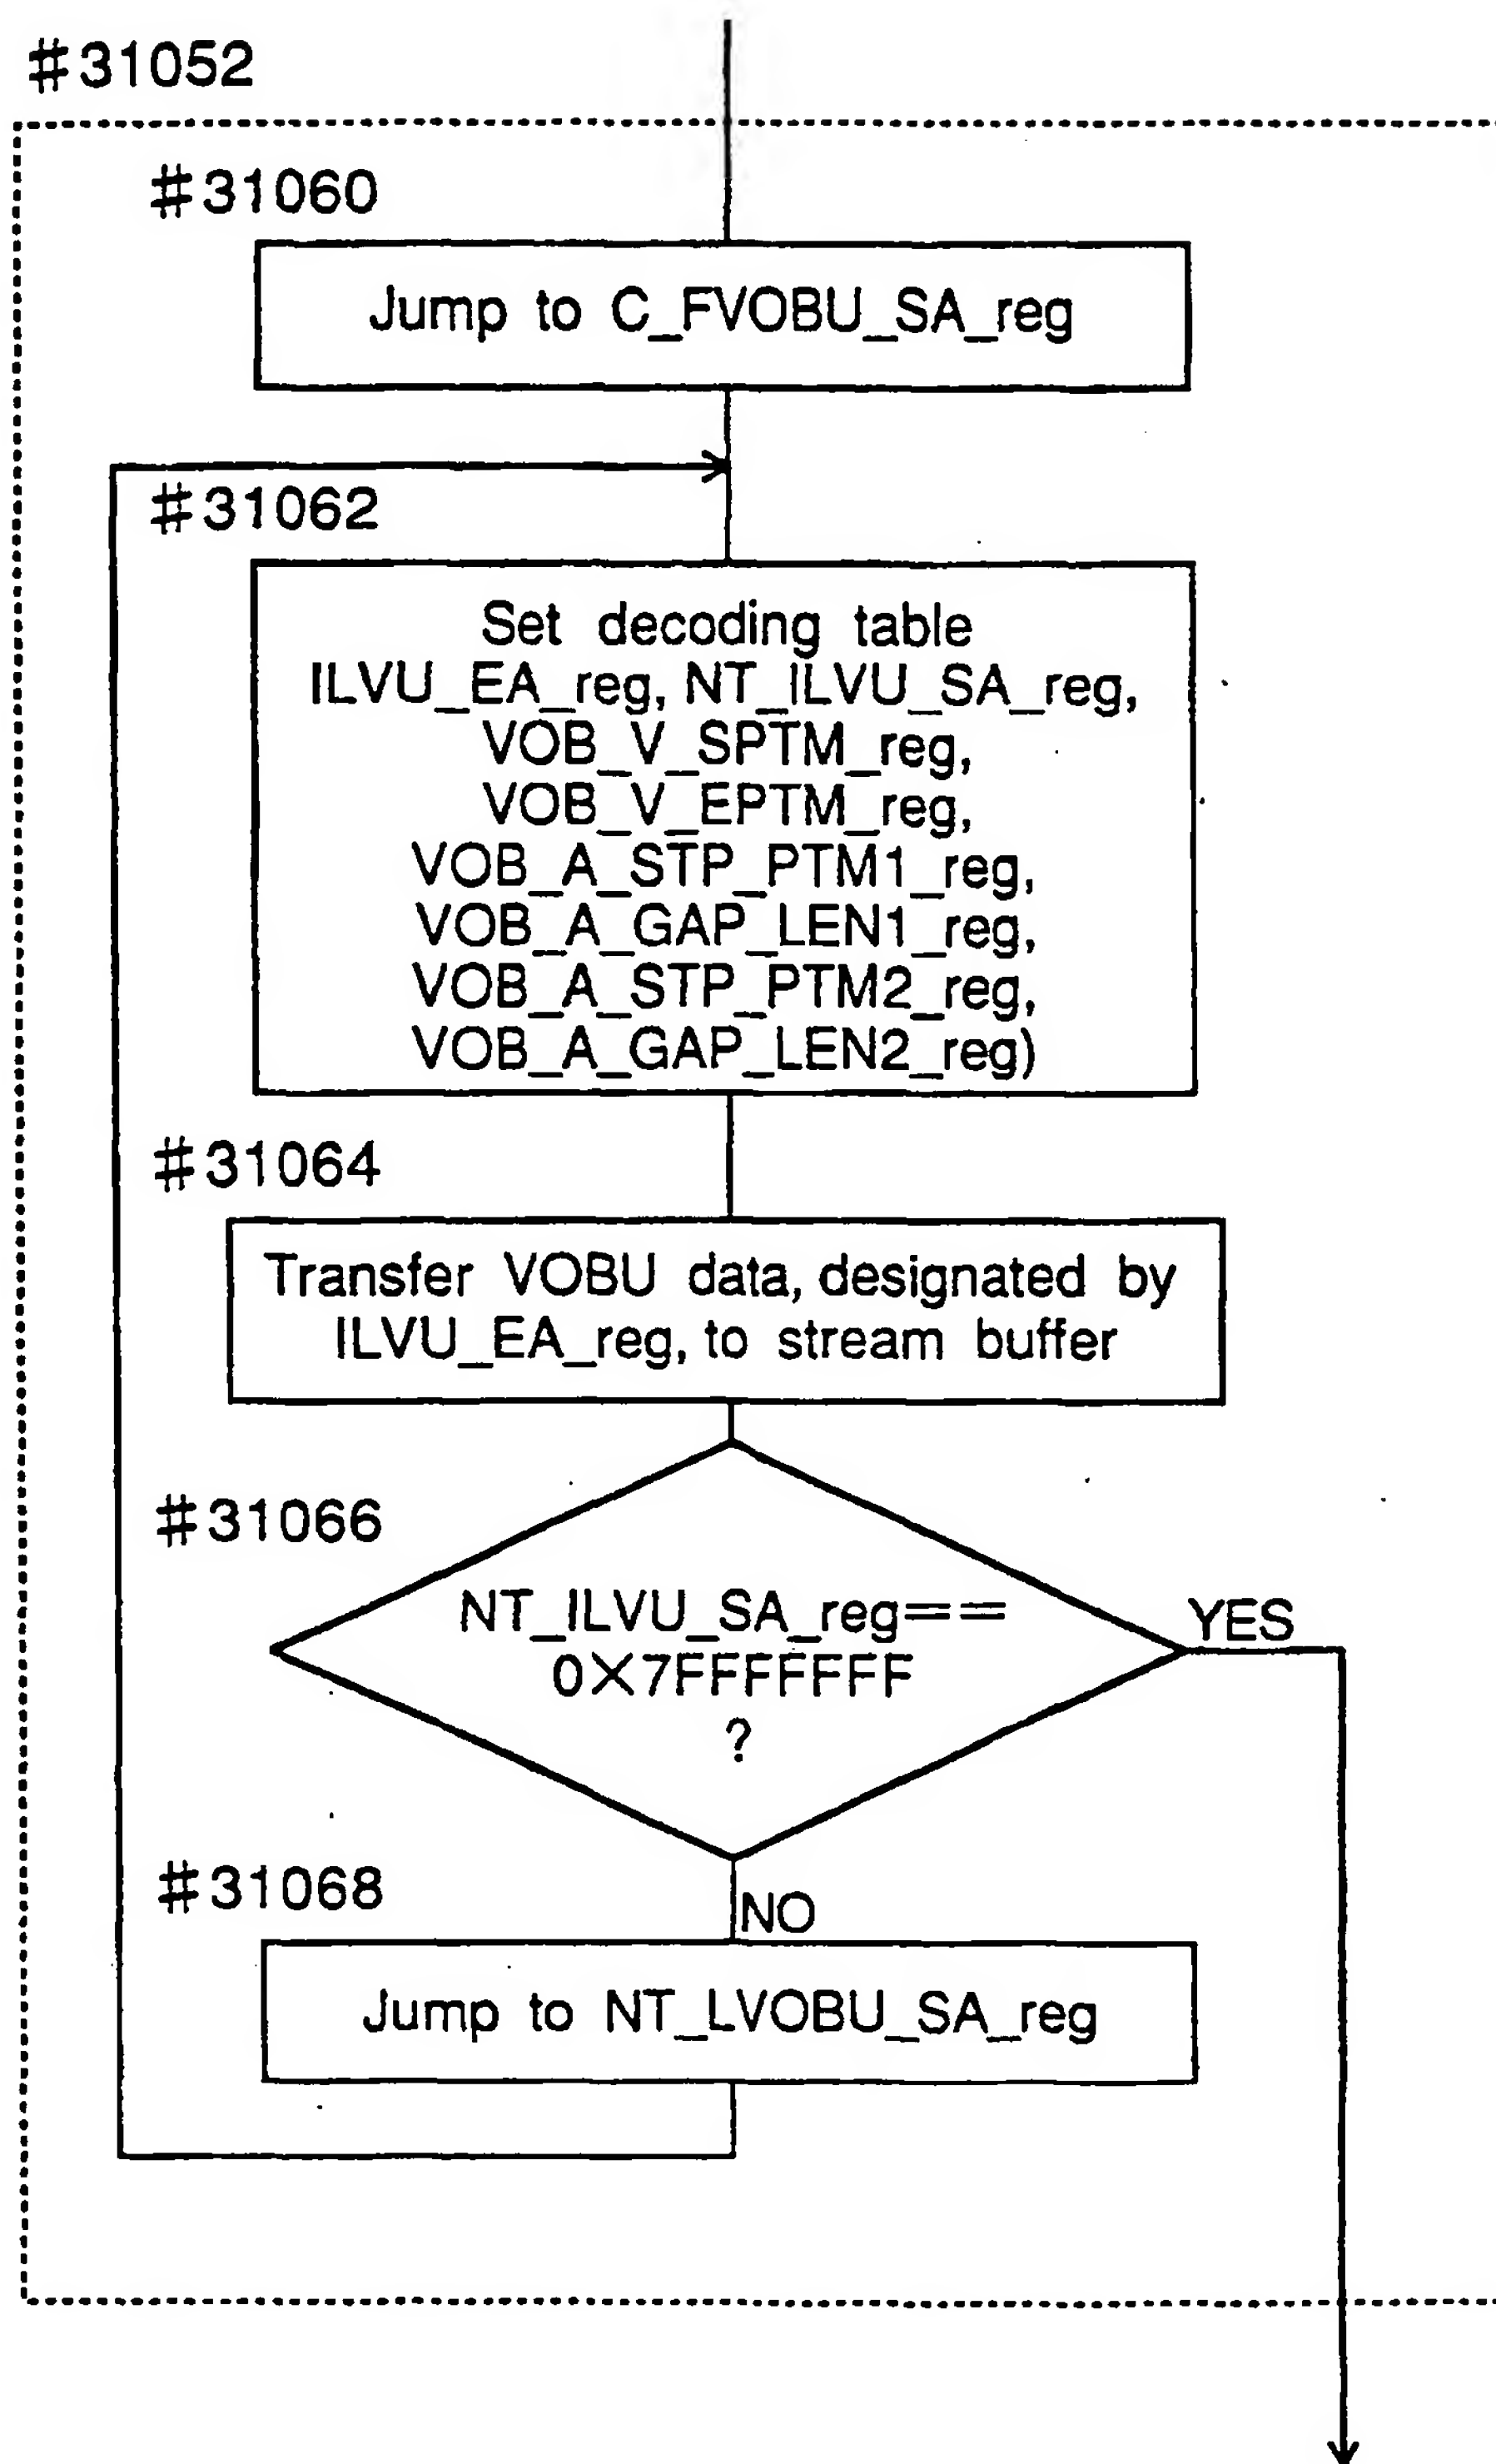 #31052
#31060
Jump to C_FVOBU_SA_reg
#31062
Set decoding table
ILVU_EA_reg, NT_ILVU_SA_reg,
VOB_V_SPTM_reg,
VOB_V_EPTM_reg,
VOB_A_STP_PTM1_reg,
VOB_A_GAP_LEN1_reg,
VOB_A_STP_PTM2_reg,
VOB_A_GAP_LEN2_reg)
#31064
Transfer VOBU data, designated by
ILVU_EA_reg, to stream buffer
#31066
NT_ILVU_SA_reg==
0X7FFFFFFF
?
YES
#31068
NO
Jump to NT_LVOBU_SA_reg